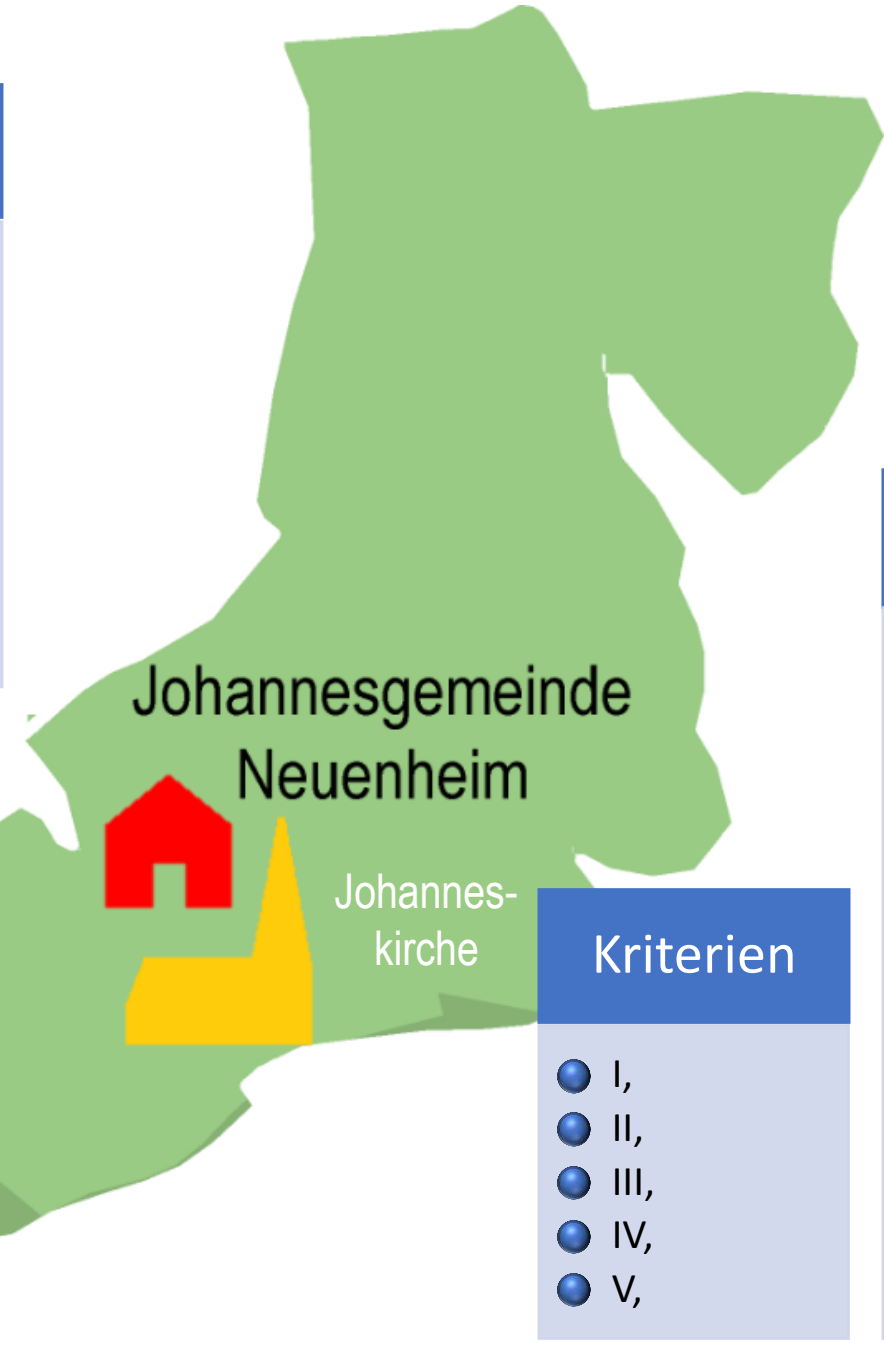 Johannesgemeinde
Neuenheim
Johannes-
kirche
Kriterien
I,
II,
III,
IV,
V,